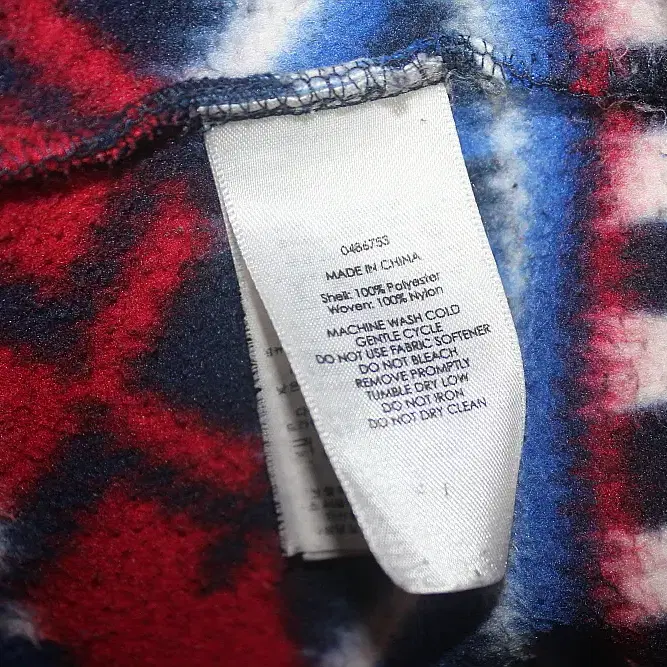 0486753
MADE IN CHINA
Shell: 100% Polyester
Woven: 100% Nylon
MACHINE WASH COLD
GENTLE CYCLE
DO NOT USE FABRIC SOFTENER
DO NOT BLEACH
REMOVE PROMPTLY
TUMBLE DRY LOW
DO NOT IRON
DO NOT DRY CLEAN